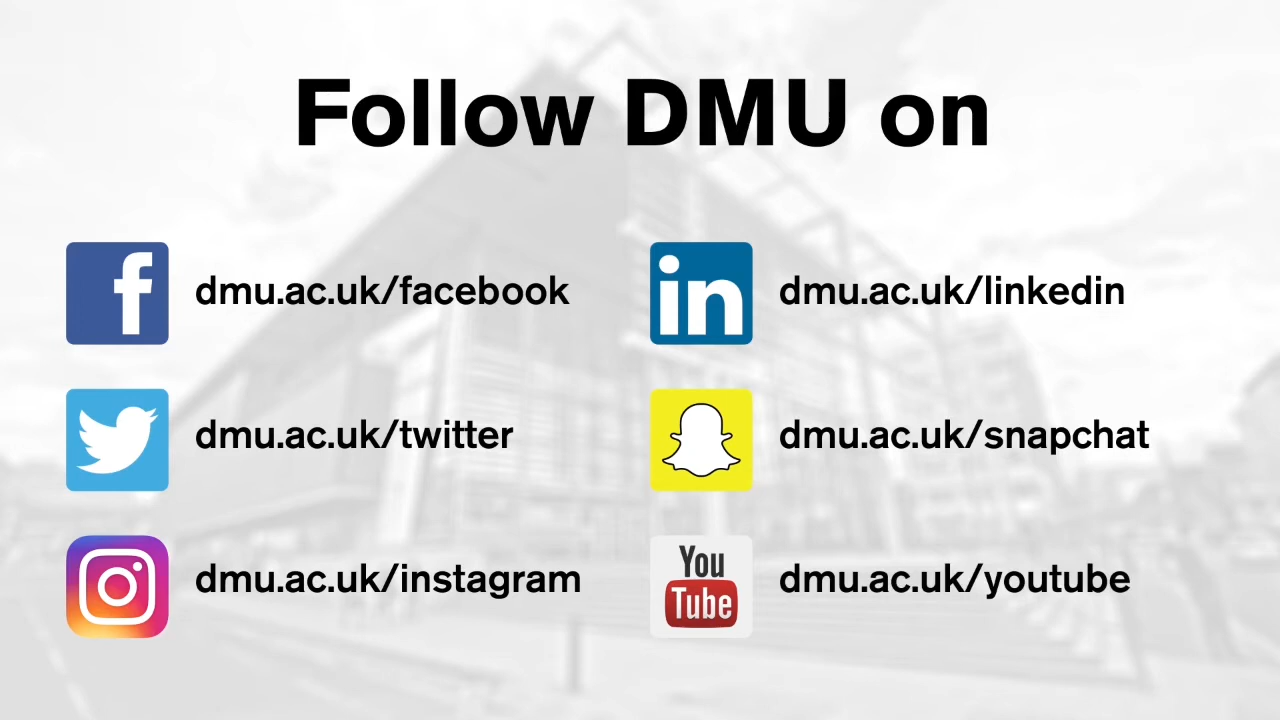 Follow DMU on
dmu.ac.uk/facebook
dmu.ac.uk/linkedin
dmu.ac.uk/twitter
dmu.ac.uk/snapchat
dmu.ac.uk/instagram
You
Tube
dmu.ac.uk/youtube